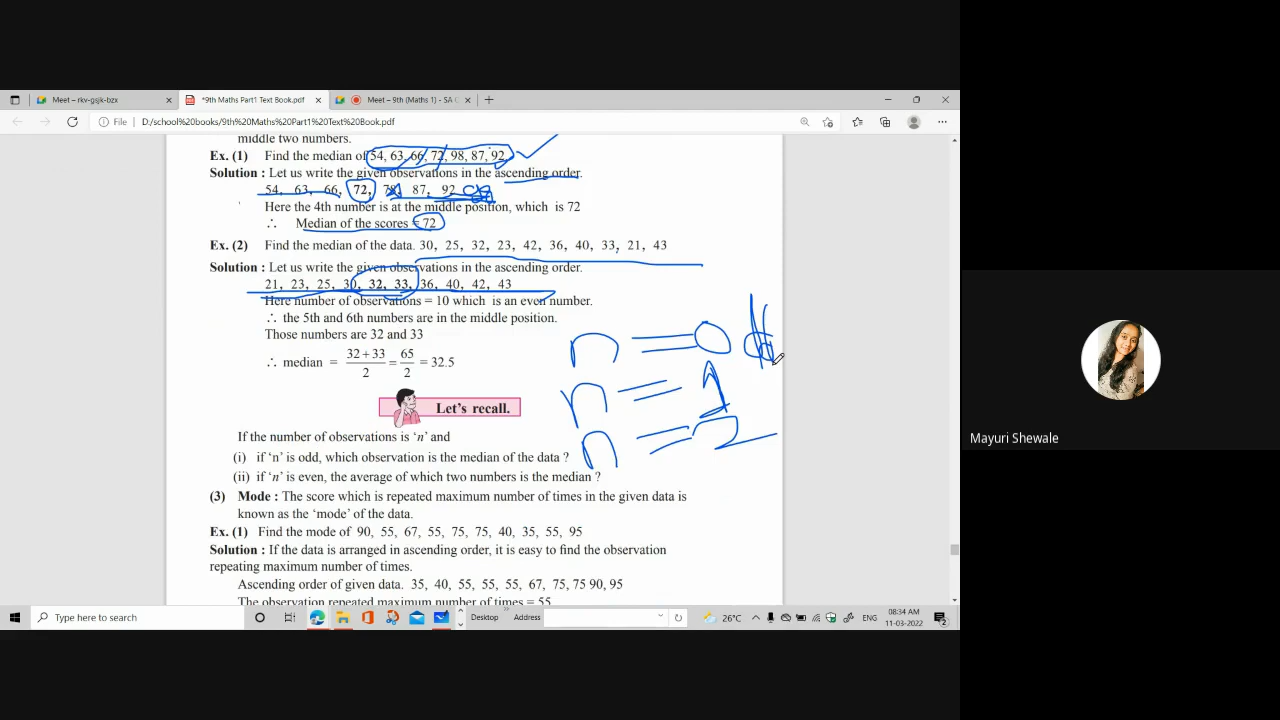 Meet – rkv-gsjk-bzx
*9th Maths Part1 Text Book.pdf
Meet – 9th (Maths 1) - SA
File
D:/school%20books/9th%20Maths%20Part1%20Text%20Book.pdf
middle two numbers.
Ex. (1) Find the median of 54, 63, 66, 72, 98, 87, 92.
Solution : Let us write the given observations in the ascending order.
54, 63, 66, 72, 87, 92
Here the 4th number is at the middle position, which is 72
∴ Median of the scores = 72
Ex. (2) Find the median of the data. 30, 25, 32, 23, 42, 36, 40, 33, 21, 43
Solution : Let us write the given observations in the ascending order.
21, 23, 25, 30, 32, 33, 36, 40, 42, 43
Here number of observations = 10 which is an even number.
∴ the 5th and 6th numbers are in the middle position.
Those numbers are 32 and 33
∴ median = 32 + 33 / 2 = 65 / 2 = 32.5
n = 0
n = 1
n = 2
Let's recall.
If the number of observations is ‘n’ and
(i) if ‘n’ is odd, which observation is the median of the data ?
(ii) if ‘n’ is even, the average of which two numbers is the median ?
(3) Mode : The score which is repeated maximum number of times in the given data is
known as the ‘mode’ of the data.
Ex. (1) Find the mode of 90, 55, 67, 55, 75, 75, 40, 35, 55, 95
Solution : If the data is arranged in ascending order, it is easy to find the observation
repeating maximum number of times.
Ascending order of given data. 35, 40, 55, 55, 55, 67, 75, 75 90, 95
The observation repeated maximum number of times = 55
Mayuri Shewale
Type here to search
Desktop
Address
26°C
ENG
08:34 AM
11-03-2022
2